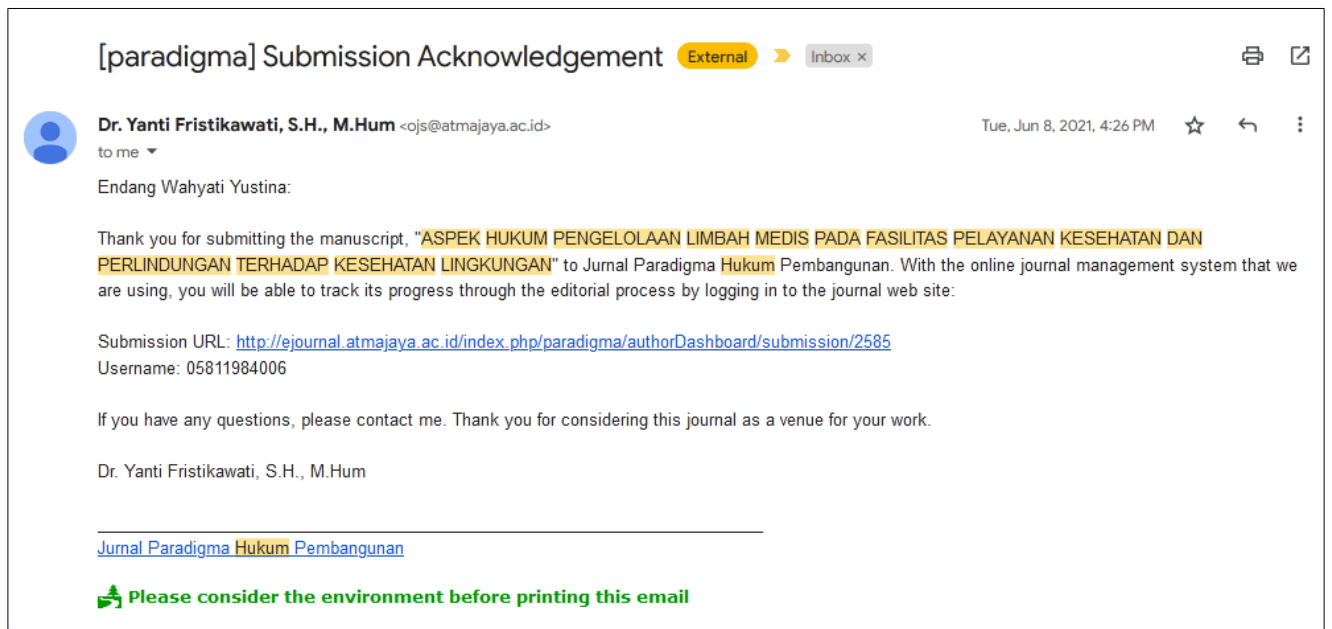 [paradigma] Submission Acknowledgement External Inbox ×
Dr. Yanti Fristikawati, S.H., M.Hum <ojs@atmajaya.ac.id> Tue, Jun 8, 2021, 4:26 PM
to me
Endang Wahyati Yustina:
Thank you for submitting the manuscript, "ASPEK HUKUM PENGELOLAAN LIMBAH MEDIS PADA FASILITAS PELAYANAN KESEHATAN DAN
PERLINDUNGAN TERHADAP KESEHATAN LINGKUNGAN" to Jurnal Paradigma Hukum Pembangunan. With the online journal management system that we
are using, you will be able to track its progress through the editorial process by logging in to the journal web site:
Submission URL: http://ejournal.atmajaya.ac.id/index.php/paradigma/authorDashboard/submission/2585
Username: 05811984006
If you have any questions, please contact me. Thank you for considering this journal as a venue for your work.
Dr. Yanti Fristikawati, S.H., M.Hum
Jurnal Paradigma Hukum Pembangunan
Please consider the environment before printing this email